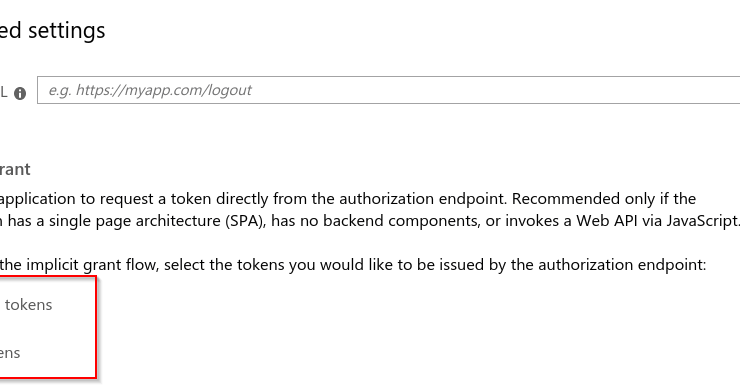 ed settings
L e.g. https://myapp.com/logout
rant
application to request a token directly from the authorization endpoint. Recommended only if the
n has a single page architecture (SPA), has no backend components, or invokes a Web API via JavaScript.
the implicit grant flow, select the tokens you would like to be issued by the authorization endpoint:
tokens
ens